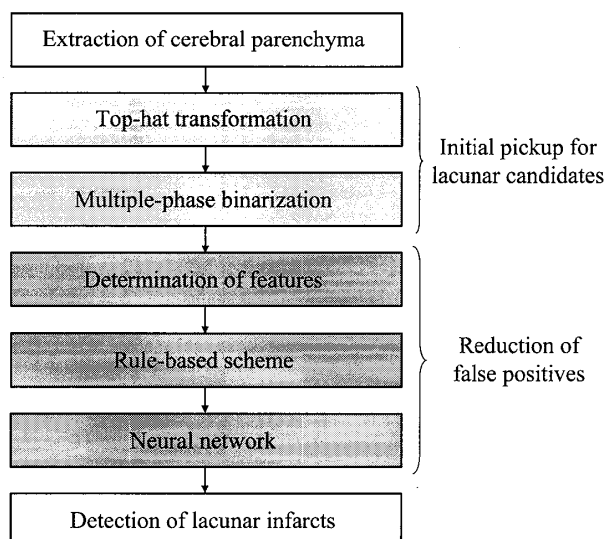 Extraction of cerebral parenchyma
Top-hat transformation
Multiple-phase binarization
Initial pickup for
lacunar candidates
Determination of features
Rule-based scheme
Neural network
Reduction of
false positives
Detection of lacunar infarcts